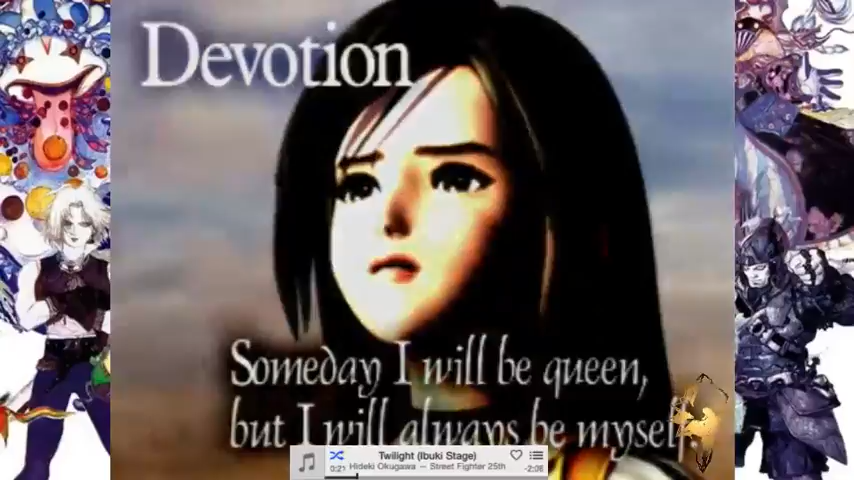 Devotion
Someday I will be queen,
but I will always be myself.
Twilight (Ibuki Stage)
0:21 Hideki Okugawa — Street Fighter 25th -2:06